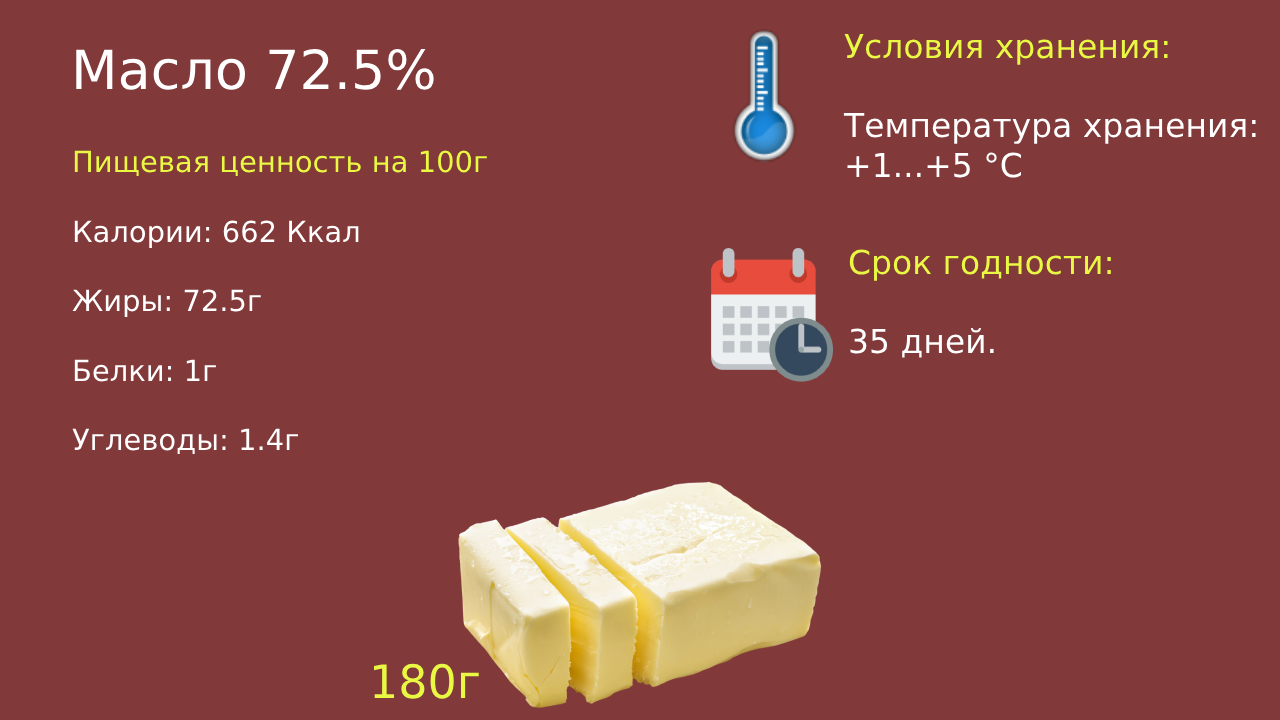 Масло 72.5%
Пищевая ценность на 100г
Калории: 662 Ккал
Жиры: 72.5г
Белки: 1г
Углеводы: 1.4г
Условия хранения:
Температура хранения:
+1...+5 °C
Срок годности:
35 дней.
180г